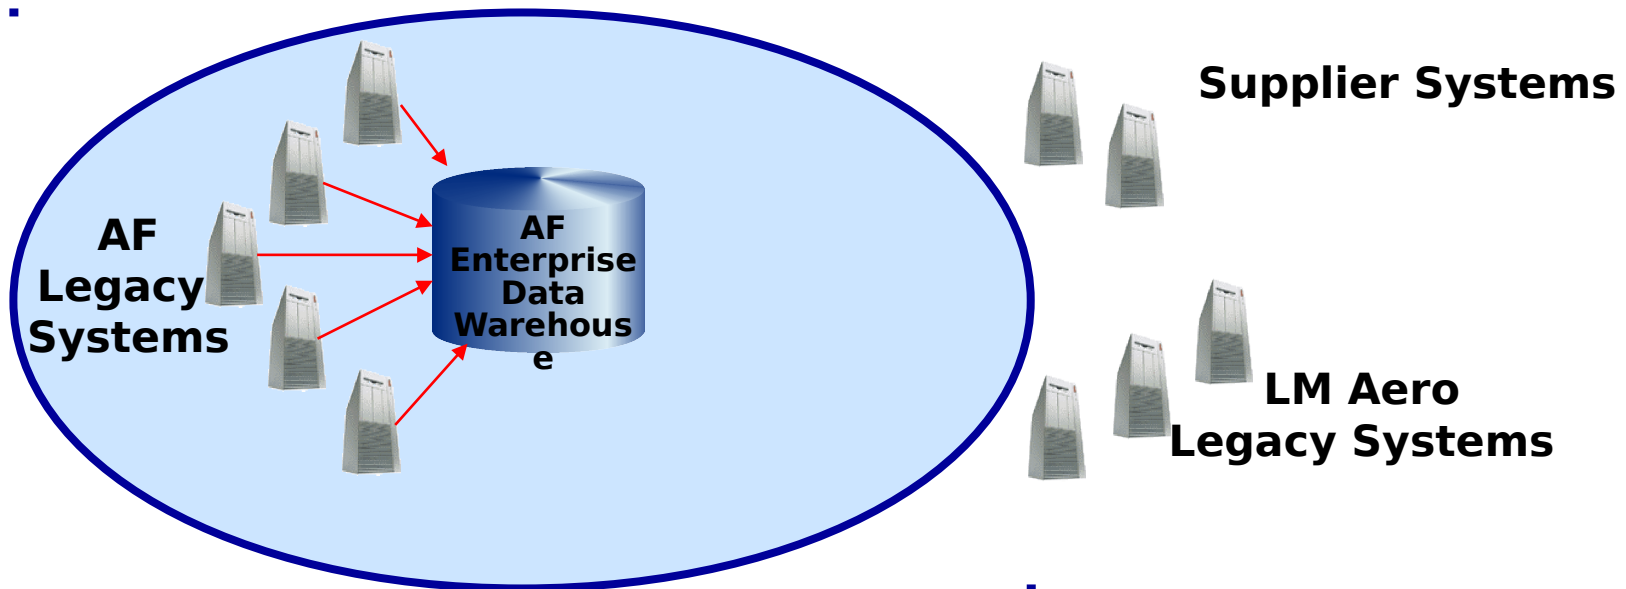 Supplier Systems
AF
Legacy
Systems
AF
Enterprise
Data
Warehous
e
LM Aero
Legacy Systems